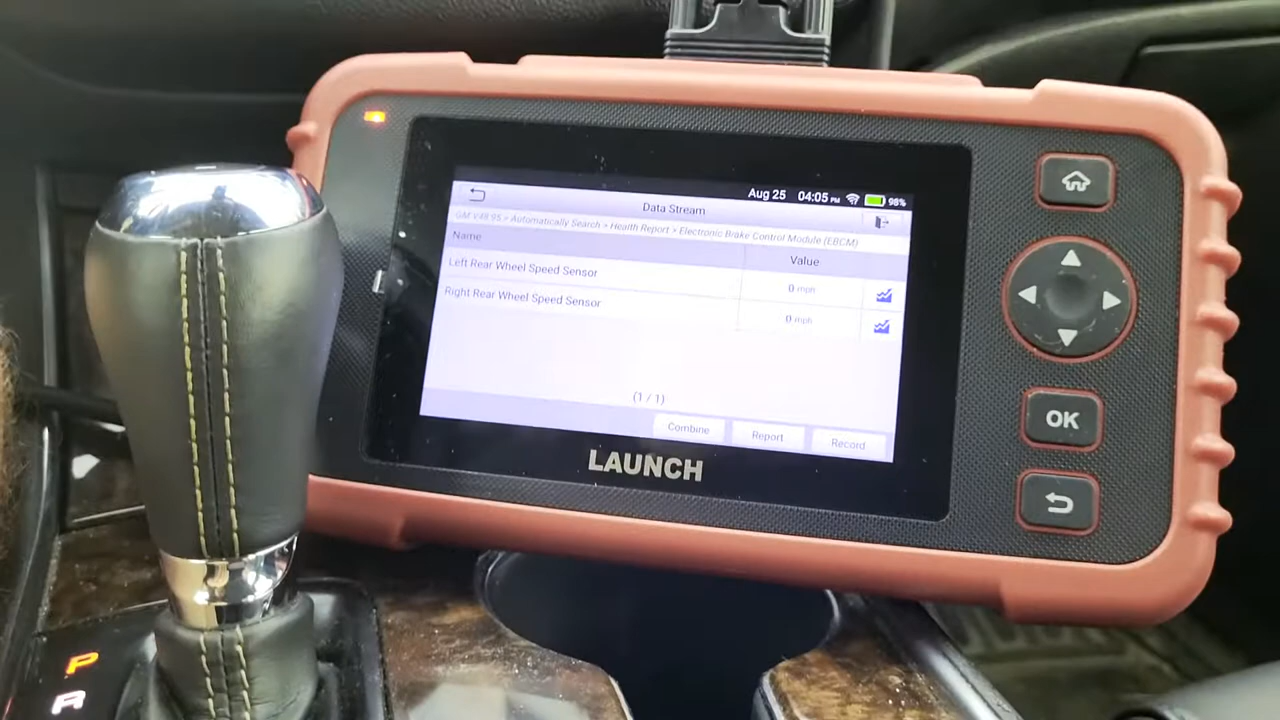 Aug 25 04:05 PM 98%
Data Stream
GM V49.95 > Automatically Search > Health Report > Electronic Brake Control Module (EBCM)
Name Value
Left Rear Wheel Speed Sensor 0 mph
Right Rear Wheel Speed Sensor 0 mph
(1 / 1)
Combine Report Record
LAUNCH
OK
P
R